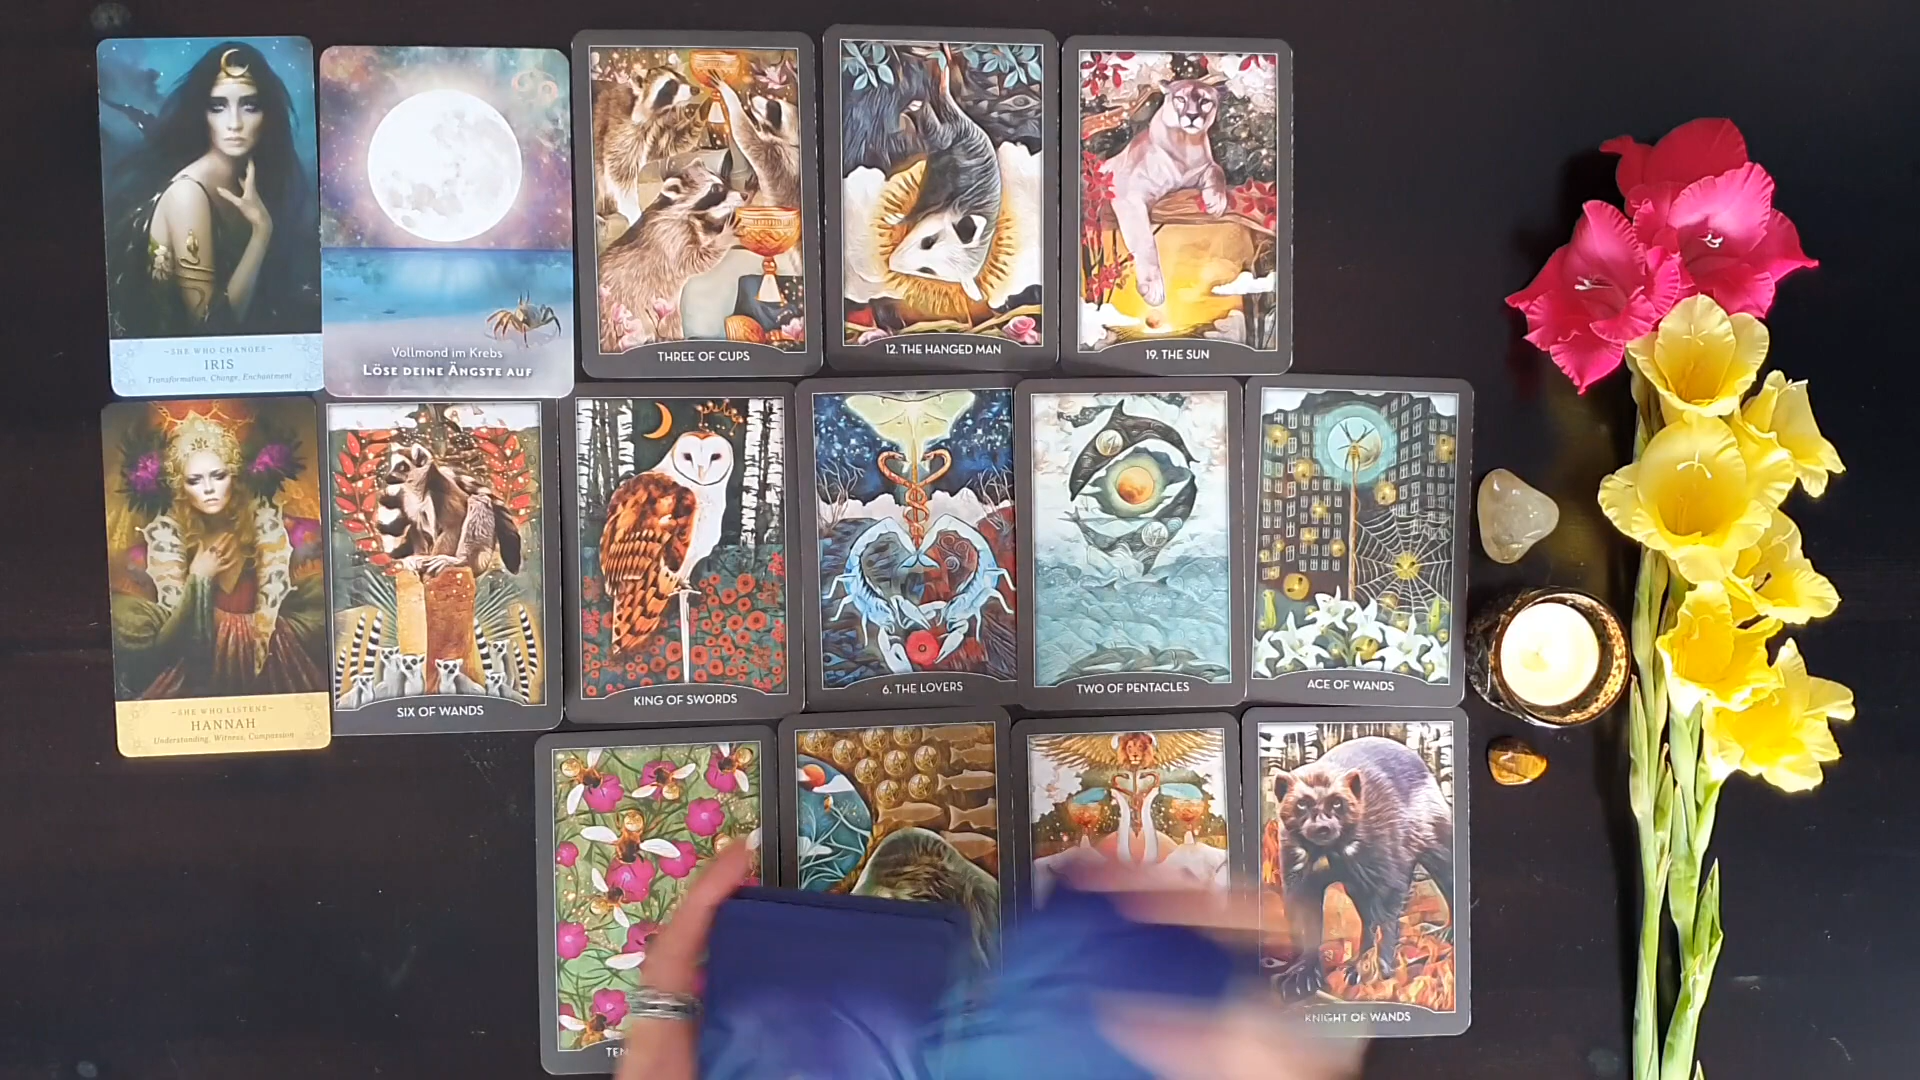 ~SHE WHO CHANGES~
IRIS
Transformation, Change, Enchantment
Vollmond im Krebs
LÖSE DEINE ÄNGSTE AUF
THREE OF CUPS
12. THE HANGED MAN
19. THE SUN
~SHE WHO LISTENS~
HANNAH
Understanding, Witness, Compassion
SIX OF WANDS
KING OF SWORDS
6. THE LOVERS
TWO OF PENTACLES
ACE OF WANDS
TEN
KNIGHT OF WANDS